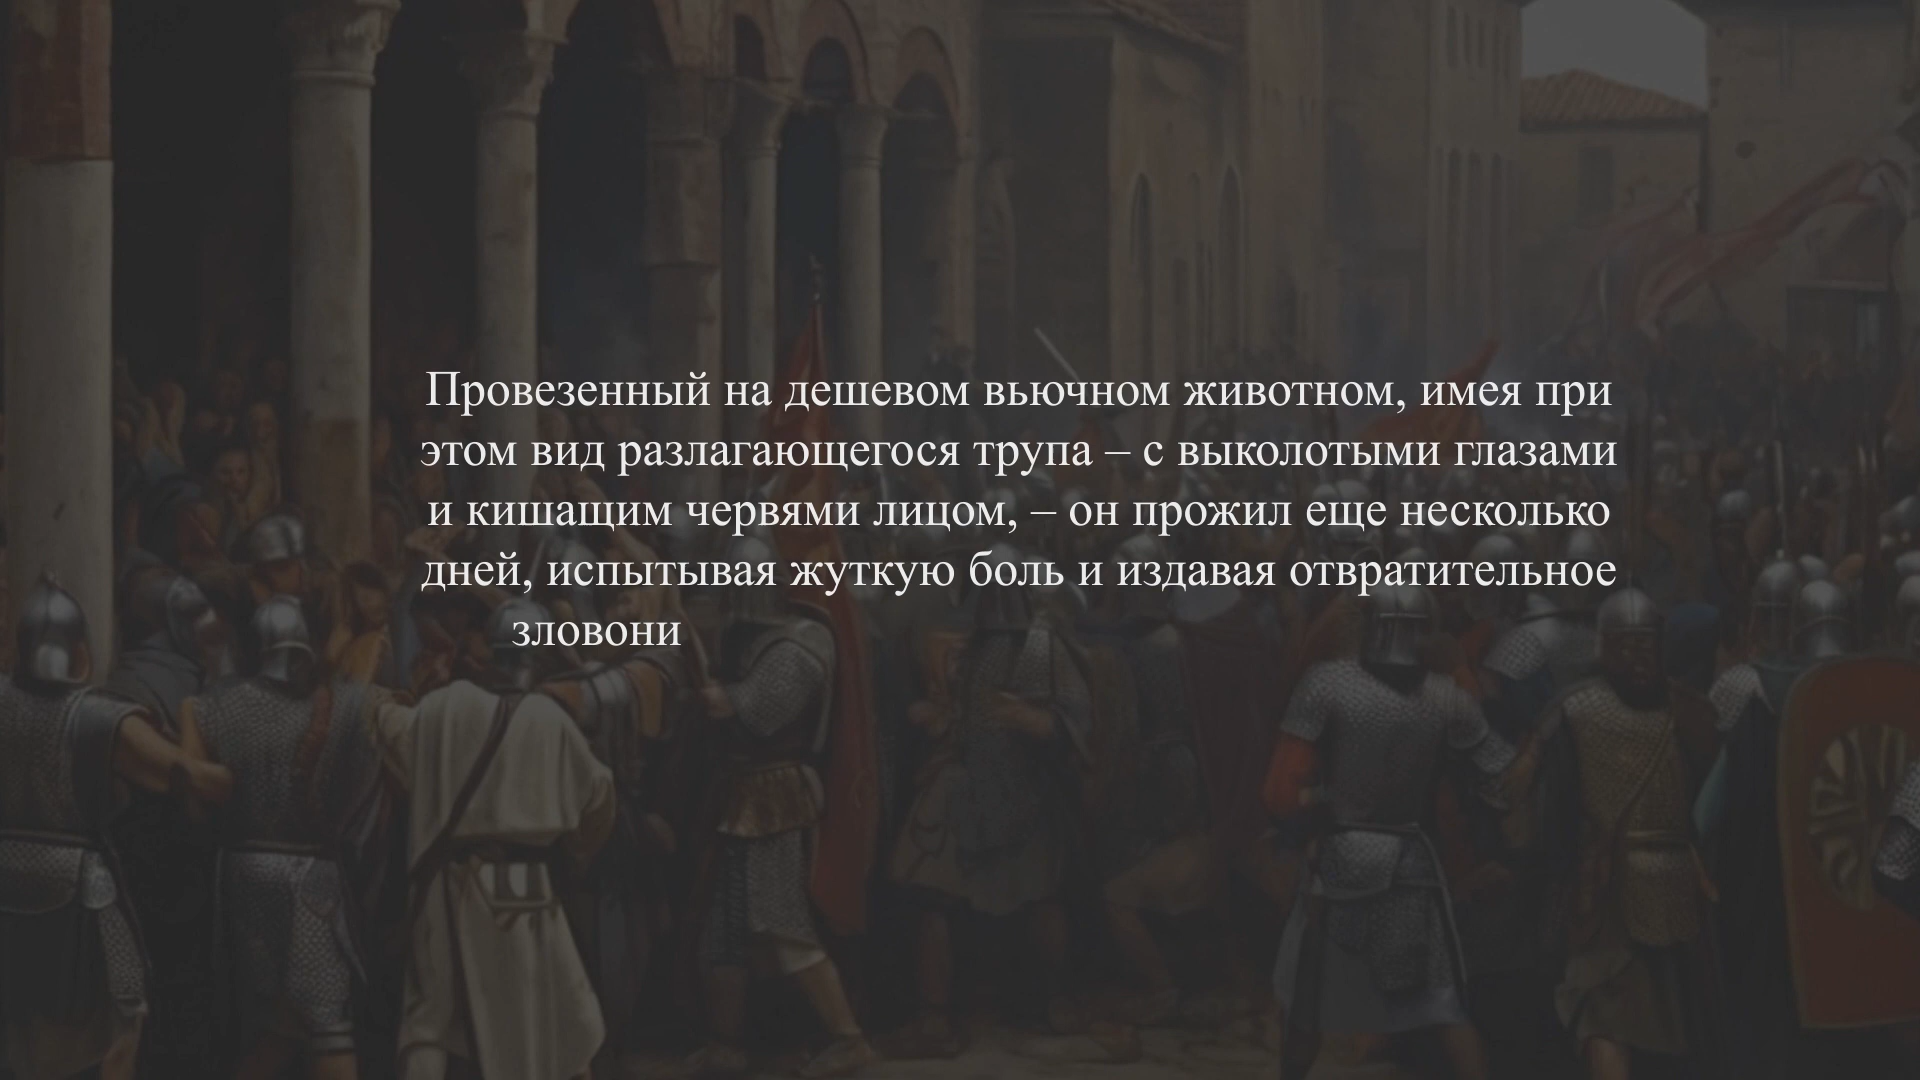 Провезенный на дешевом вьючном животном, имея при
этом вид разлагающегося трупа – с выколотыми глазами
и кишащим червями лицом, – он прожил еще несколько
дней, испытывая жуткую боль и издавая отвратительное
зловони